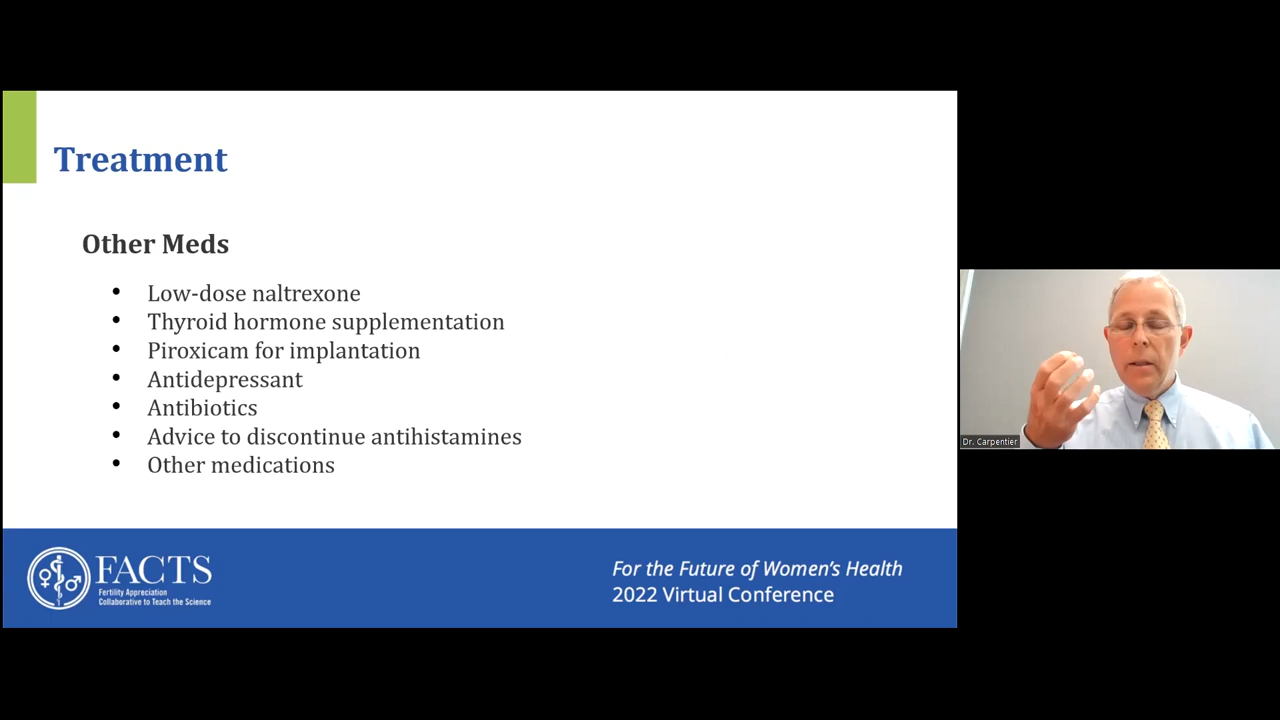 Treatment
Other Meds
• Low-dose naltrexone
• Thyroid hormone supplementation
• Piroxicam for implantation
• Antidepressant
• Antibiotics
• Advice to discontinue antihistamines
• Other medications
Dr. Carpentier
FACTS
Fertility Appreciation
Collaborative to Teach the Science
For the Future of Women's Health
2022 Virtual Conference